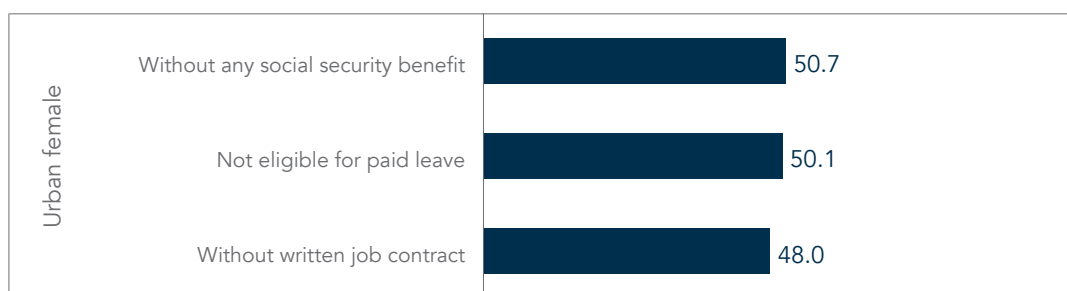 Urban female
Without any social security benefit 50.7
Not eligible for paid leave 50.1
Without written job contract 48.0